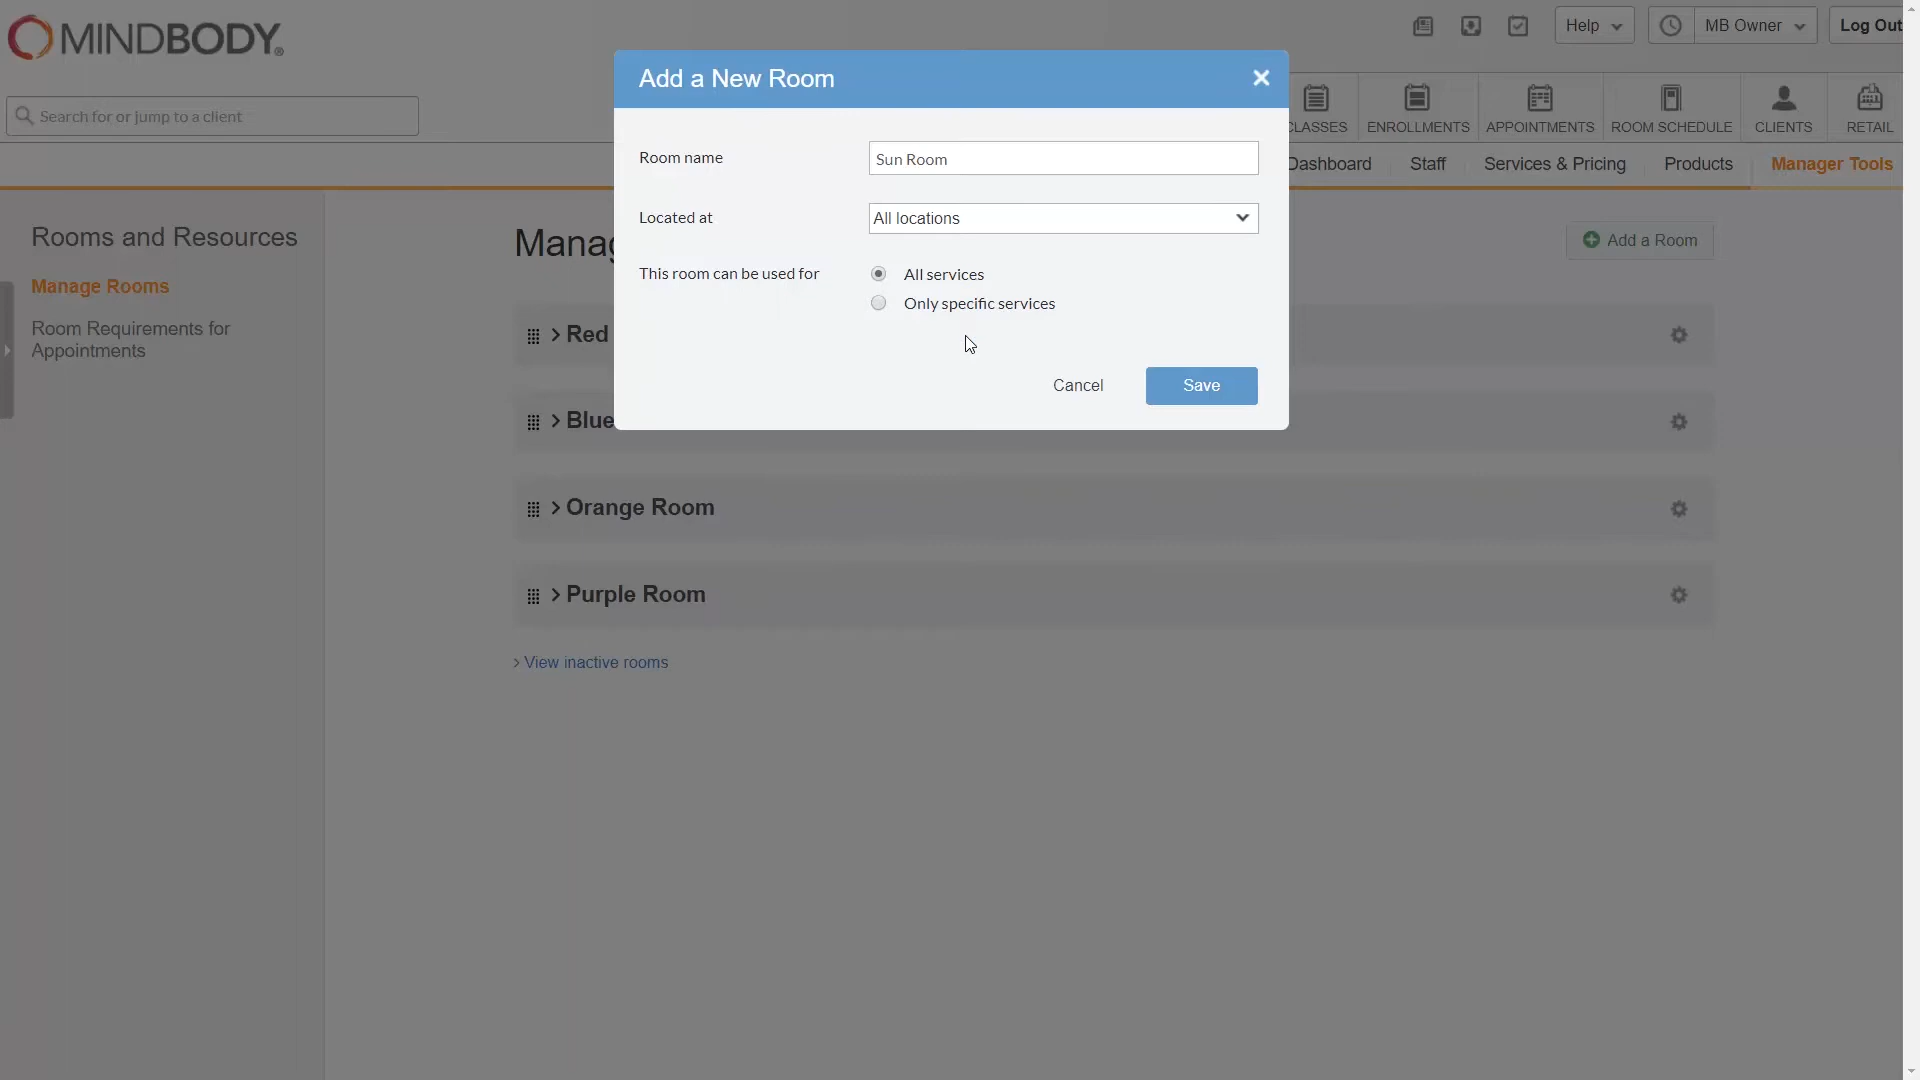 MINDBODY®
Help
MB Owner
Log Out
Search for or jump to a client
CLASSES
ENROLLMENTS
APPOINTMENTS
ROOM SCHEDULE
CLIENTS
RETAIL
Dashboard
Staff
Services & Pricing
Products
Manager Tools
Rooms and Resources
Manage Rooms
Room Requirements for
Appointments
Manag
Add a Room
Red
Blue
Orange Room
Purple Room
View inactive rooms
Add a New Room
Room name
Sun Room
Located at
All locations
This room can be used for
All services
Only specific services
Cancel
Save